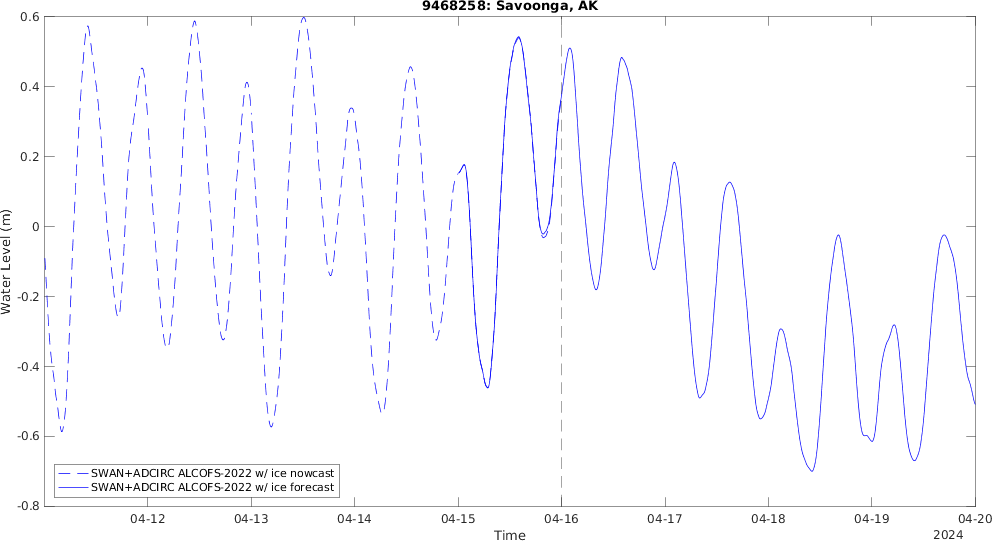 9468258: Savoonga, AK
0.6
0.4
0.2
0
-0.2
-0.4
-0.6
-0.8
Water Level (m)
SWAN+ADCIRC ALCOFS-2022 w/ ice nowcast
SWAN+ADCIRC ALCOFS-2022 w/ ice forecast
04-12 04-13 04-14 04-15 04-16 04-17 04-18 04-19 04-20
Time
2024